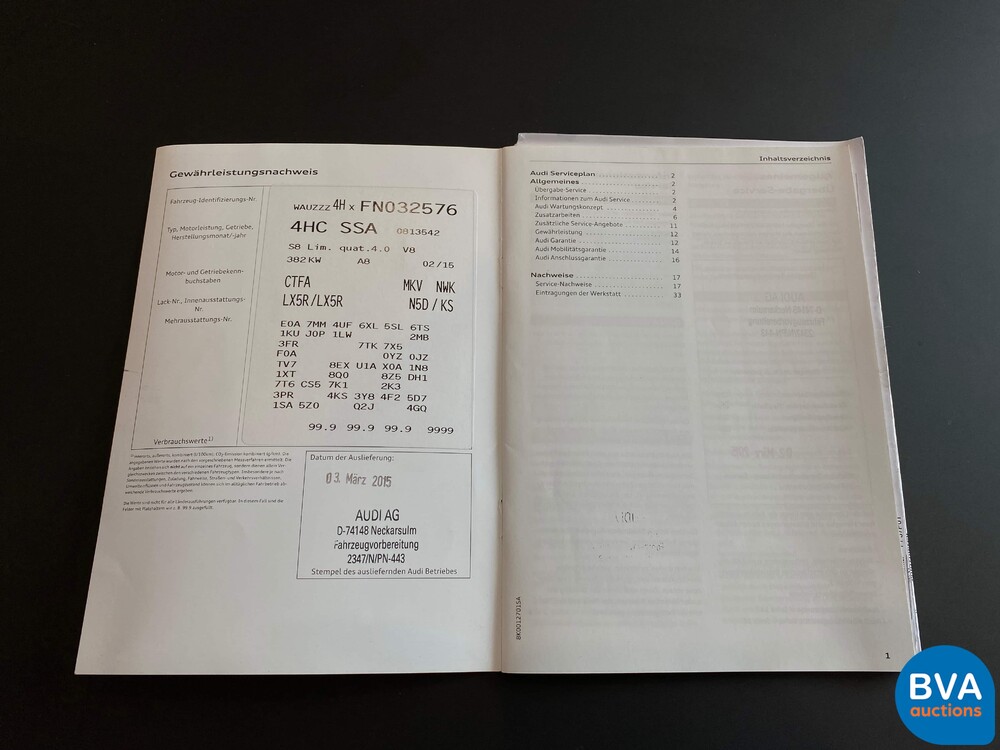 Gewährleistungsnachweis
Fahrzeug-Identifizierungs-Nr.
WAUZZZ 4H X FN032576
Typ, Motorleistung, Getriebe,
Herstellungsmonat/-jahr
4HC SSA 0813542
S8 Lim. quat.4.0 V8
382KW A8 02/15
Motor- und Getriebekenn-
buchstaben
CTFA MKV NWK
Lack-Nr., Innenausstattungs-
Nr.
LX5R/LX5R N5D / KS
Mehrausstattungs-Nr.
E0A 7MM 4UF 6XL 5SL 6TS
1KU J0P 1LW 2MB
3FR 7TK 7X5
F0A 0YZ 0JZ
TV7 8EX U1A X0A 1N8
1XT 8Q0 8Z5 DH1
7T6 CS5 7K1 2K3
3PR 4KS 3Y8 4F2 5D7
1SA 5Z0 Q2J 4GQ
Verbrauchswerte1)
99.9 99.9 99.9 9999
Datum der Auslieferung:
03. März 2015
AUDI AG
D-74148 Neckarsulm
Fahrzeugvorbereitung
2347/N/PN-443
Stempel des ausliefernden Audi Betriebes
Inhaltsverzeichnis
Audi Serviceplan 2
Allgemeines 2
Übergabe-Service 2
Informationen zum Audi Service 2
Audi Wartungskonzept 4
Zusatzarbeiten 6
Zusätzliche Service-Angebote 11
Gewährleistung 12
Audi Garantie 12
Audi Mobilitätsgarantie 14
Audi Anschlussgarantie 16
Nachweise 17
Service-Nachweise 17
Eintragungen der Werkstatt 33
8K0012701SA
1
BVA
auctions